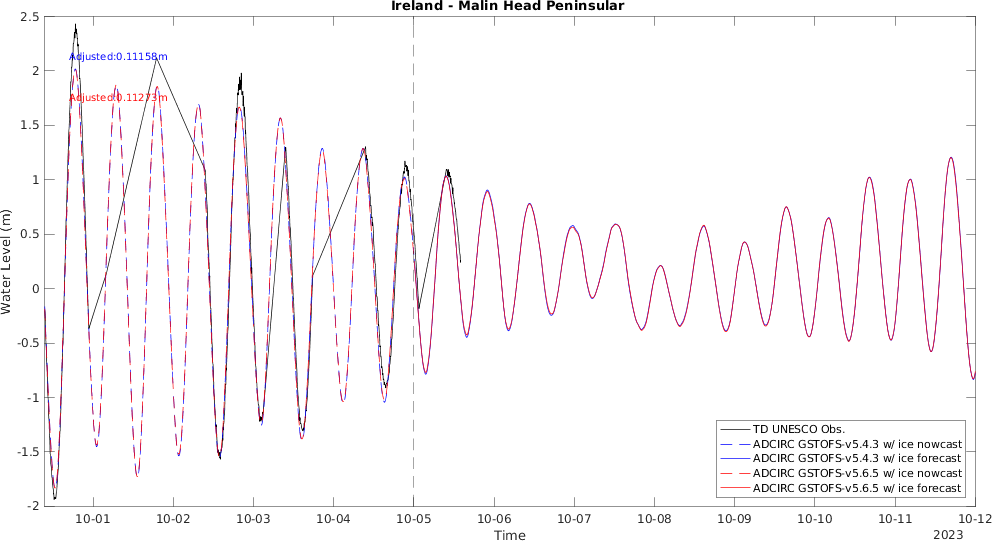 Ireland - Malin Head Peninsular
2.5
2
1.5
1
0.5
0
-0.5
-1
-1.5
-2
Water Level (m)
Adjusted:0.11158m
Adjusted:0.11273m
TD UNESCO Obs.
ADCIRC GSTOFS-v5.4.3 w/ ice nowcast
ADCIRC GSTOFS-v5.4.3 w/ ice forecast
ADCIRC GSTOFS-v5.6.5 w/ ice nowcast
ADCIRC GSTOFS-v5.6.5 w/ ice forecast
10-01 10-02 10-03 10-04 10-05 10-06 10-07 10-08 10-09 10-10 10-11 10-12
Time
2023